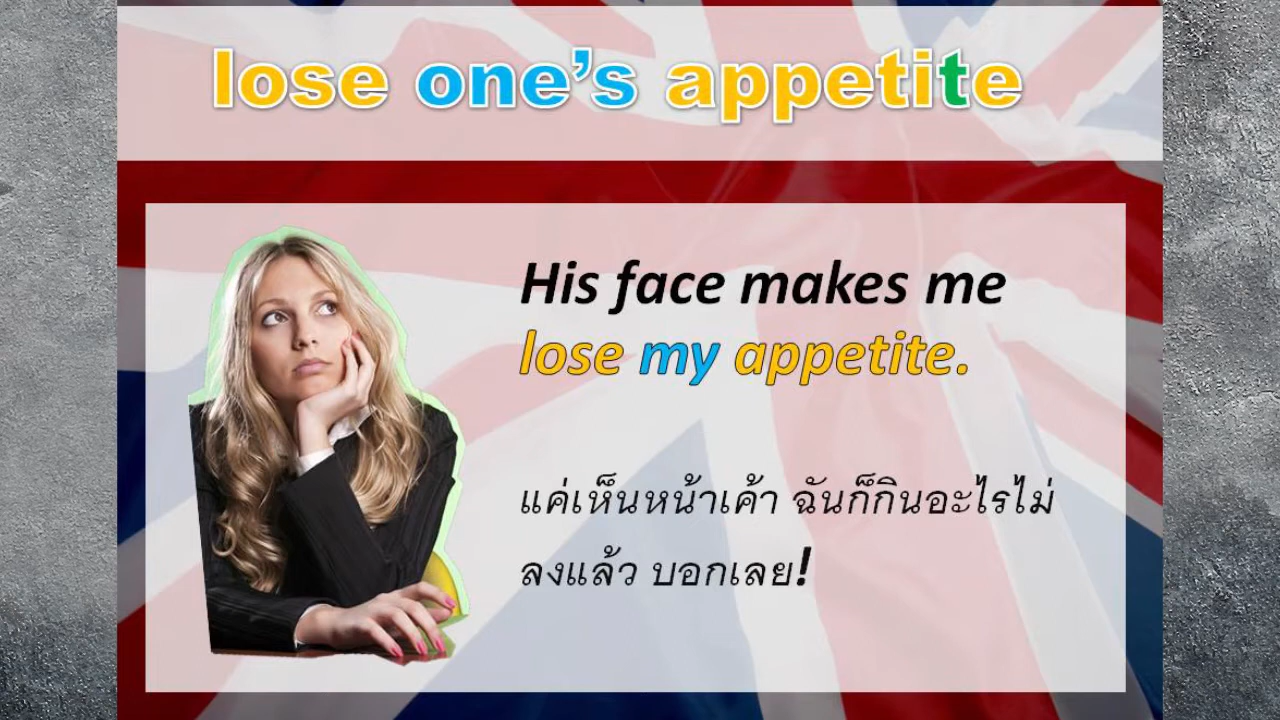 lose one’s appetite
His face makes me
lose my appetite.
แค่เห็นหน้าเค้า ฉันก็กินอะไรไม่
ลงแล้ว บอกเลย!